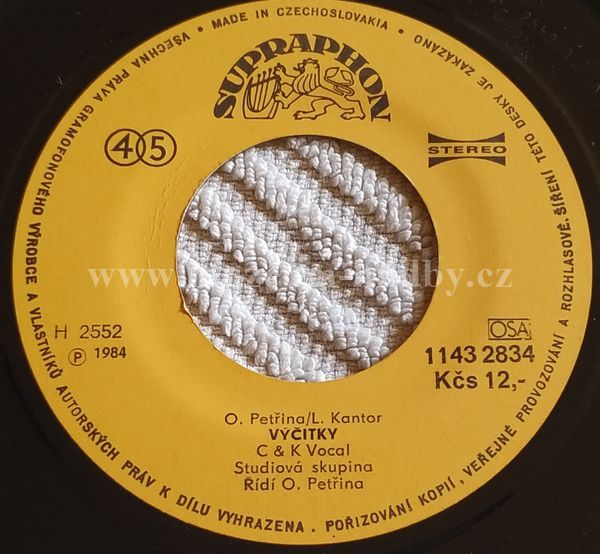 VŠECHNA PRÁVA GRAMOFONOVÉHO VÝROBCE A VLASTNÍKŮ AUTORSKÝCH PRÁV K DÍLU VYHRAZENA. POŘIZOVÁNÍ KOPIÍ, VEŘEJNÉ PROVOZOVÁNÍ A ROZHLASOVÉ ŠÍŘENÍ TÉTO DESKY JE ZAKÁZÁNO • MADE IN CZECHOSLOVAKIA •
SUPRAPHON
45
STEREO
H 2552
Ⓟ 1984
OSA
1143 2834
Kčs 12,-
O. Petřina/L. Kantor
VÝČITKY
C & K Vocal
Studiová skupina
Řídí O. Petřina